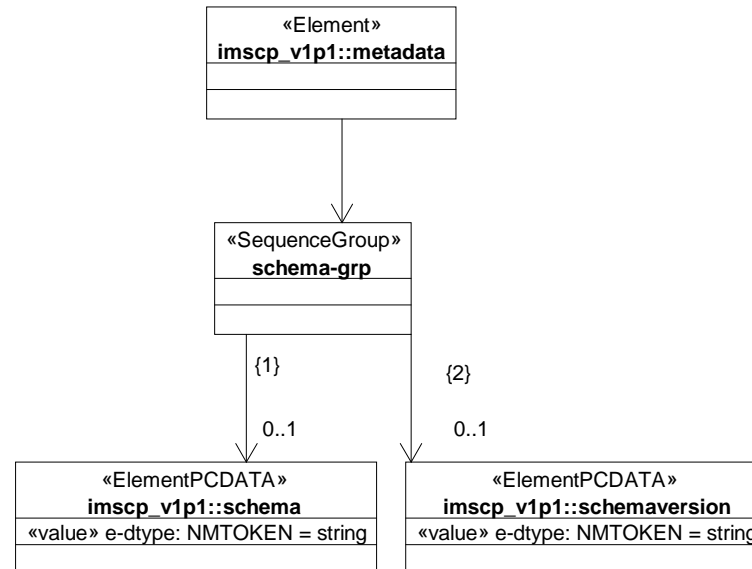 «Element»
imscp_v1p1::metadata
«SequenceGroup»
schema-grp
{1}
{2}
0..1
0..1
«ElementPCDATA»
imscp_v1p1::schema
«value» e-dtype: NMTOKEN = string
«ElementPCDATA»
imscp_v1p1::schemaversion
«value» e-dtype: NMTOKEN = string